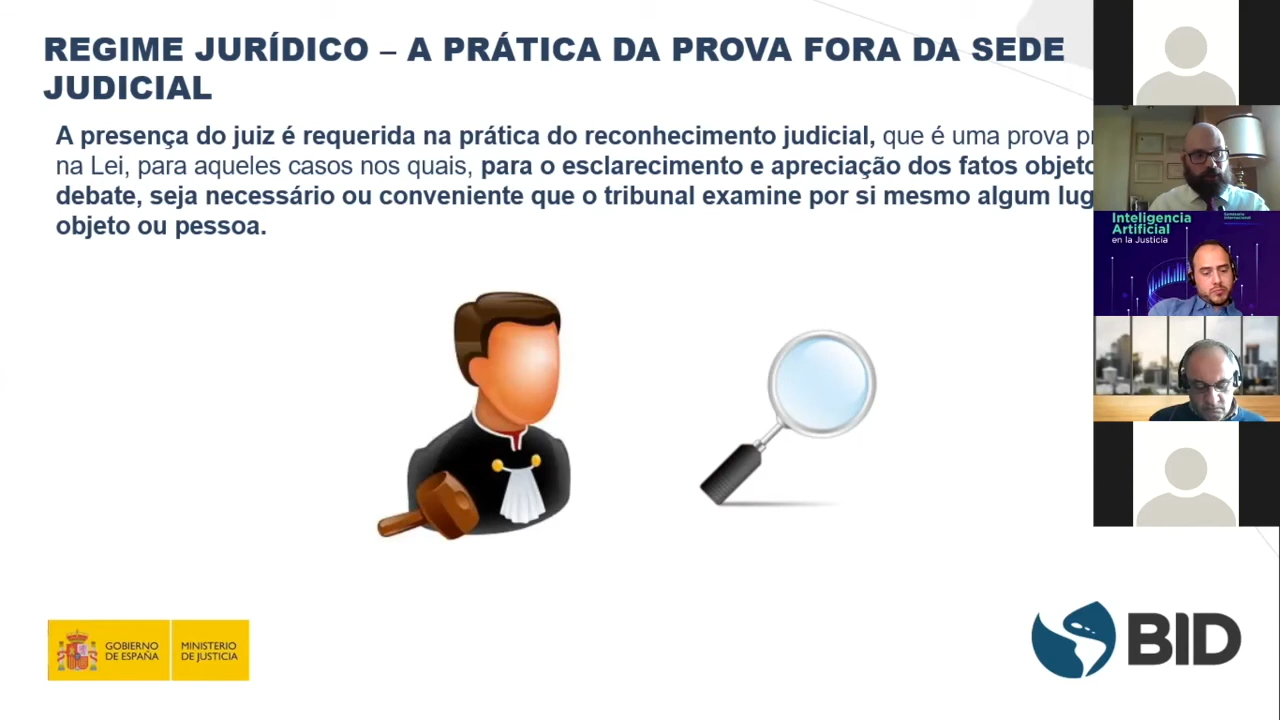 REGIME JURÍDICO – A PRÁTICA DA PROVA FORA DA SEDE
JUDICIAL
A presença do juiz é requerida na prática do reconhecimento judicial, que é uma prova
na Lei, para aqueles casos nos quais, para o esclarecimento e apreciação dos fatos objeto
debate, seja necessário ou conveniente que o tribunal examine por si mesmo algum
objeto ou pessoa.
Inteligencia
Artificial
en la Justicia
Seminario
Internacional
GOBIERNO
DE ESPAÑA
MINISTERIO
DE JUSTICIA
BID